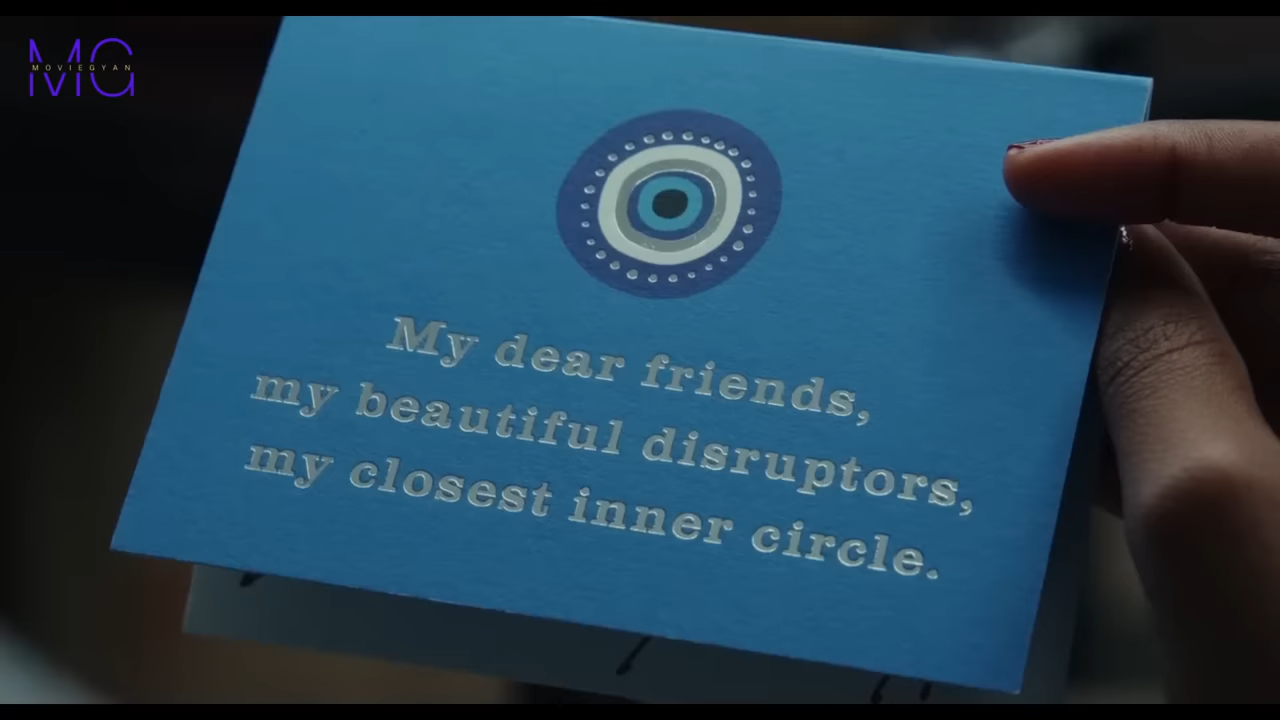 MG
MOVIEGYAN
My dear friends,
my beautiful disruptors,
my closest inner circle.